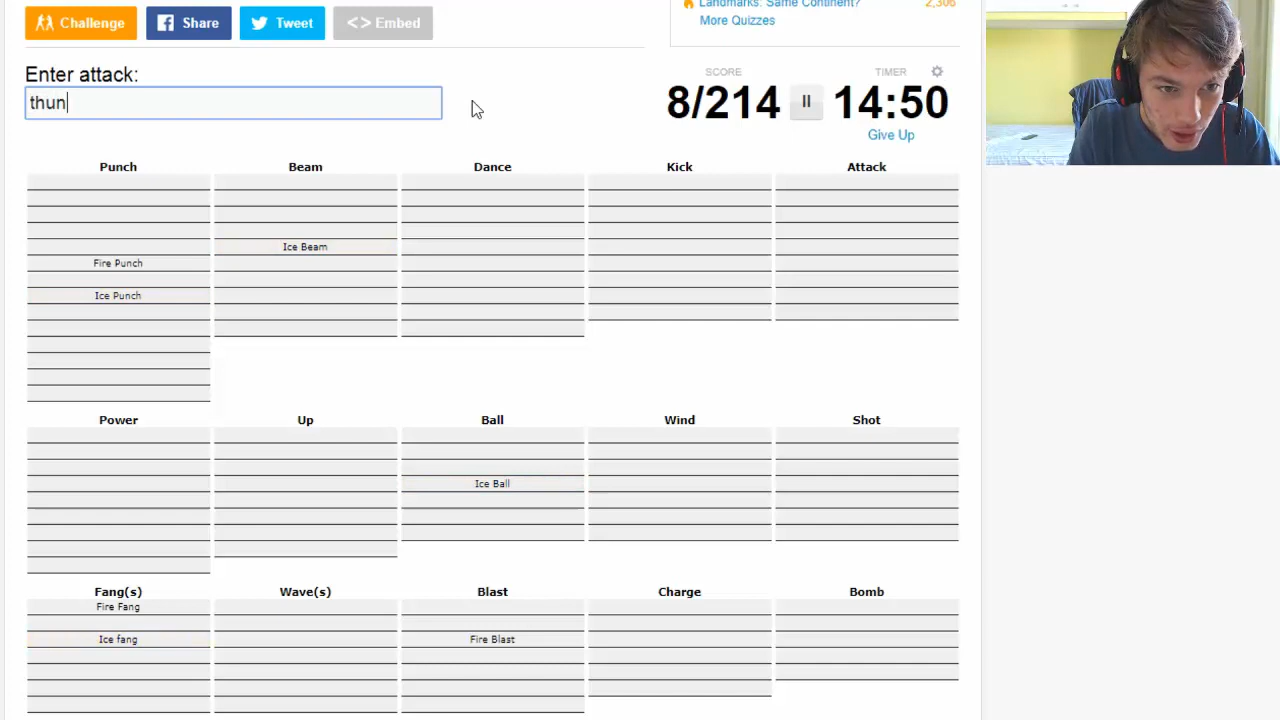 Challenge Share Tweet <> Embed
Landmarks: Same Continent? 2,306
More Quizzes
Enter attack:
thun
SCORE TIMER
8/214 14:50
Give Up
Punch Beam Dance Kick Attack
Ice Beam
Fire Punch
Ice Punch
Power Up Ball Wind Shot
Ice Ball
Fang(s) Wave(s) Blast Charge Bomb
Fire Fang
Ice fang Fire Blast